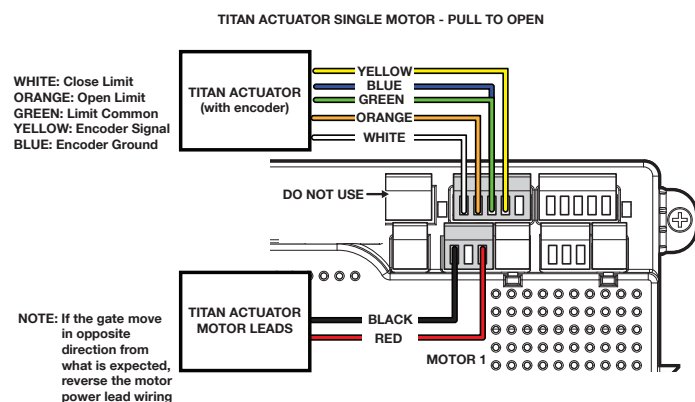 TITAN ACTUATOR SINGLE MOTOR - PULL TO OPEN
WHITE: Close Limit
ORANGE: Open Limit
GREEN: Limit Common
YELLOW: Encoder Signal
BLUE: Encoder Ground
TITAN ACTUATOR
(with encoder)
YELLOW
BLUE
GREEN
ORANGE
WHITE
DO NOT USE
TITAN ACTUATOR
MOTOR LEADS
BLACK
RED
MOTOR 1
NOTE: If the gate move
in opposite
direction from
what is expected,
reverse the motor
power lead wiring